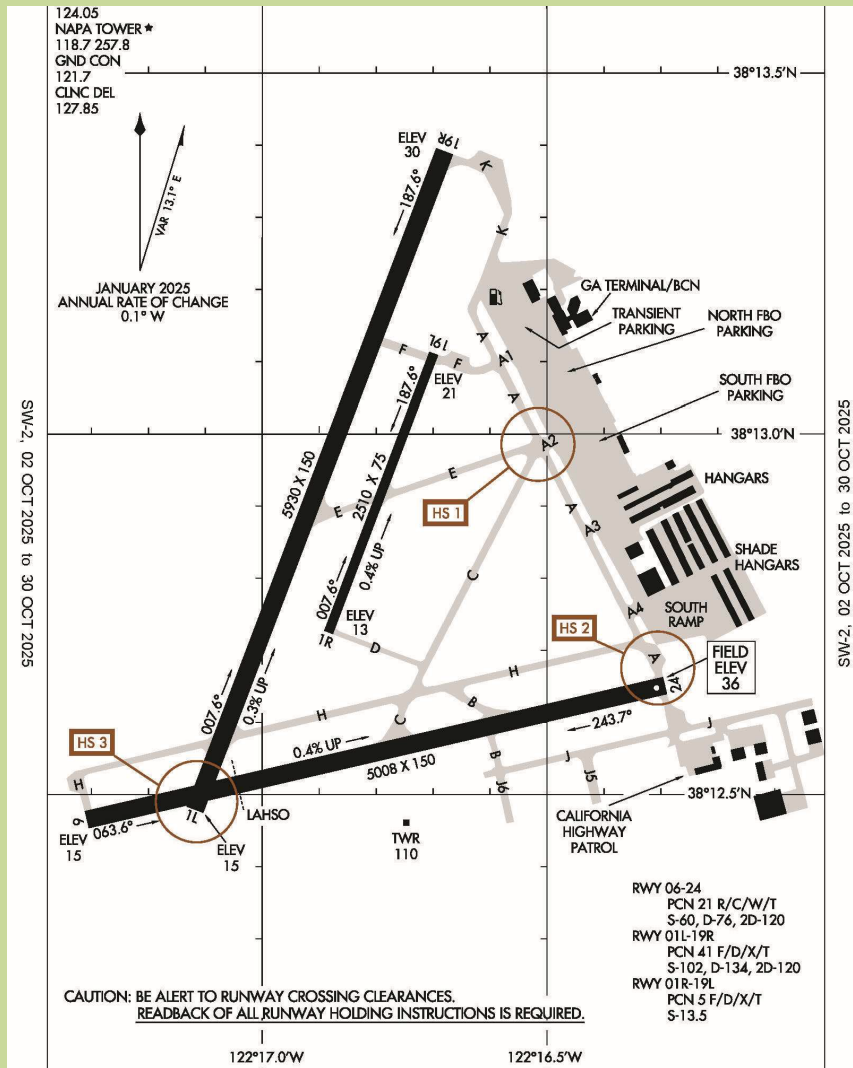 124.05
NAPA TOWER ★
118.7 257.8
GND CON
121.7
CLNC DEL
127.85
38°13.5'N
VAR 13.1° E
JANUARY 2025
ANNUAL RATE OF CHANGE
0.1° W
ELEV
30
19R
187.6°
K
K
GA TERMINAL/BCN
TRANSIENT
PARKING
NORTH FBO
PARKING
A
A1
F
F
19L
ELEV
21
187.6°
A
SOUTH FBO
PARKING
38°13.0'N
A2
HS 1
E
E
5930 X 150
2510 X 75
HANGARS
A
A3
SHADE
HANGARS
C
007.6°
0.4% UP
1R
ELEV
13
D
A4
SOUTH
RAMP
HS 2
A
24
FIELD
ELEV
36
H
H
H
B
B
C
007.6°
0.3% UP
HS 3
0.4% UP
5008 X 150
243.7°
J
J
J5
J6
38°12.5'N
6
ELEV
15
063.6°
1L
ELEV
15
LAHSO
TWR
110
CALIFORNIA
HIGHWAY
PATROL
RWY 06-24
PCN 21 R/C/W/T
S-60, D-76, 2D-120
RWY 01L-19R
PCN 41 F/D/X/T
S-102, D-134, 2D-120
RWY 01R-19L
PCN 5 F/D/X/T
S-13.5
CAUTION: BE ALERT TO RUNWAY CROSSING CLEARANCES.
READBACK OF ALL RUNWAY HOLDING INSTRUCTIONS IS REQUIRED.
122°17.0'W
122°16.5'W
SW-2, 02 OCT 2025 to 30 OCT 2025
SW-2, 02 OCT 2025 to 30 OCT 2025